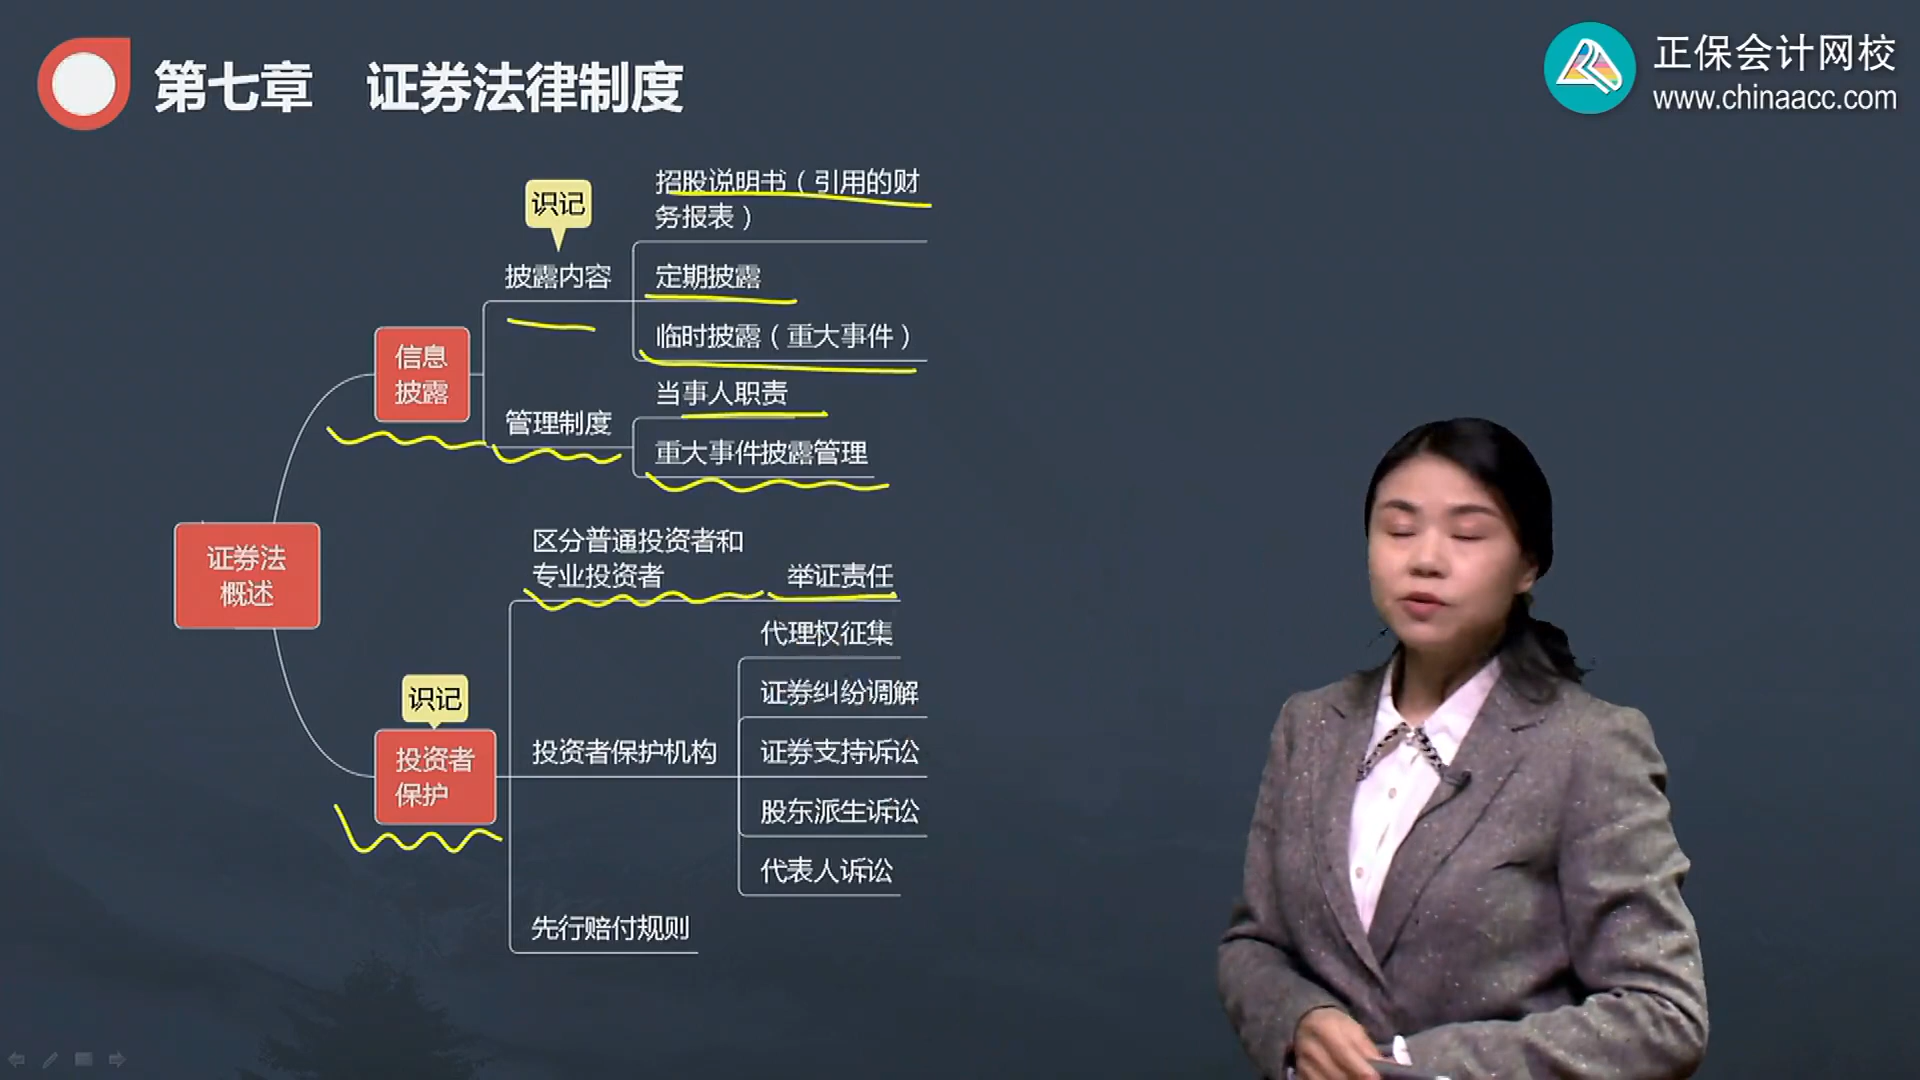 第七章 证券法律制度
正保会计网校
www.chinaacc.com
识记
招股说明书（引用的财
务报表）
披露内容
定期披露
临时披露（重大事件）
信息
披露
当事人职责
管理制度
重大事件披露管理
证券法
概述
区分普通投资者和
专业投资者
举证责任
代理权征集
识记
证券纠纷调解
投资者
保护
投资者保护机构
证券支持诉讼
股东派生诉讼
代表人诉讼
先行赔付规则